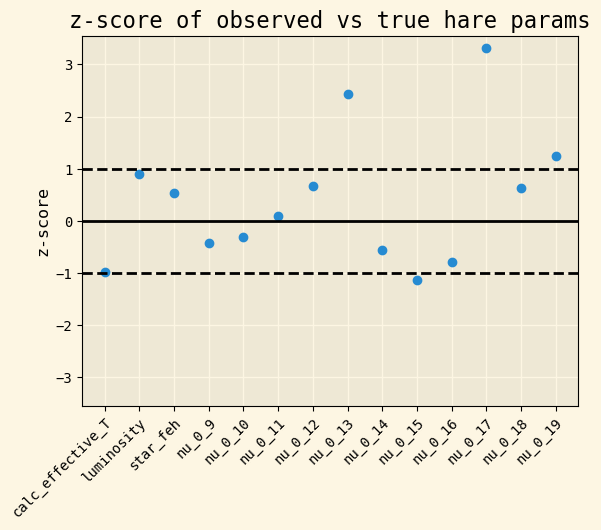 z-score of observed vs true hare params
z-score
3
2
1
0
−1
−2
−3
calc_effective_T
luminosity
star_feh
nu_0_9
nu_0_10
nu_0_11
nu_0_12
nu_0_13
nu_0_14
nu_0_15
nu_0_16
nu_0_17
nu_0_18
nu_0_19